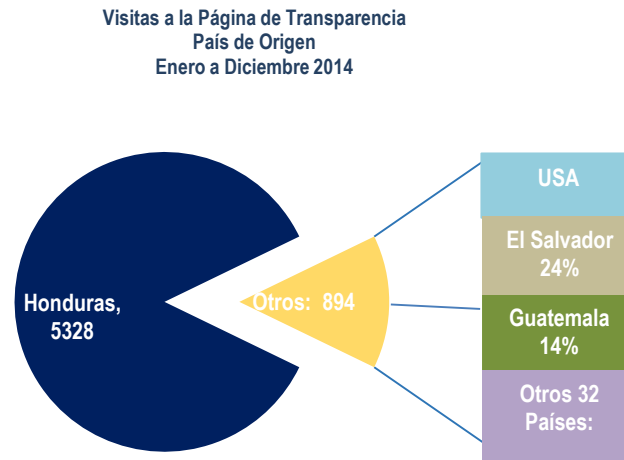 Visitas a la Página de Transparencia
País de Origen
Enero a Diciembre 2014
Honduras,
5328
Otros: 894
USA
El Salvador
24%
Guatemala
14%
Otros 32
Países: